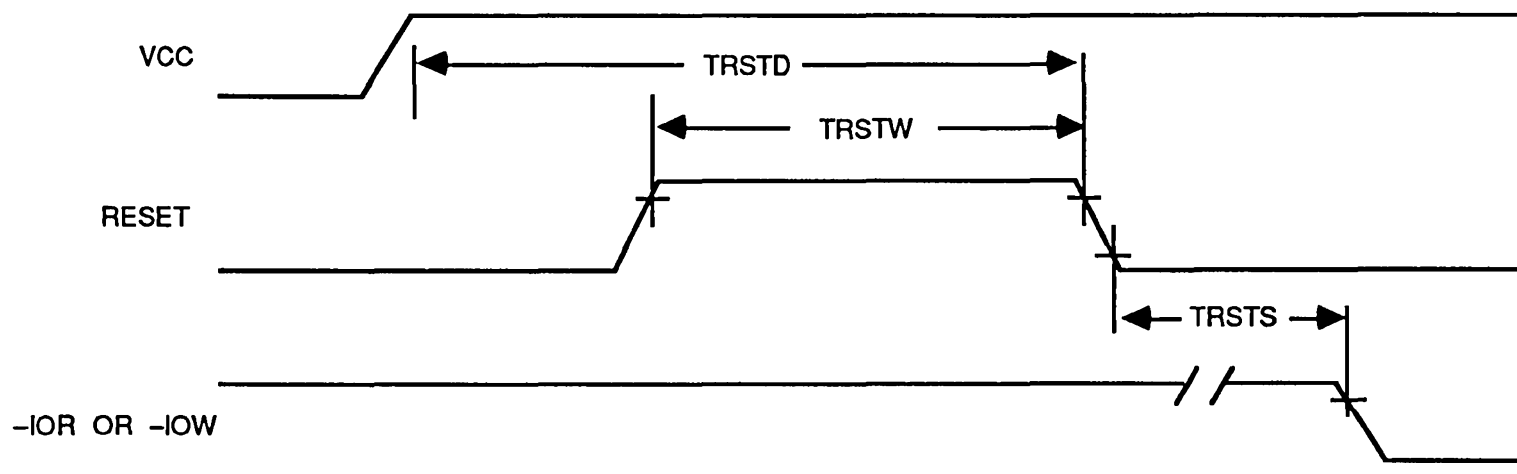 VCC
TRSTD
TRSTW
RESET
TRSTS
–IOR OR –IOW